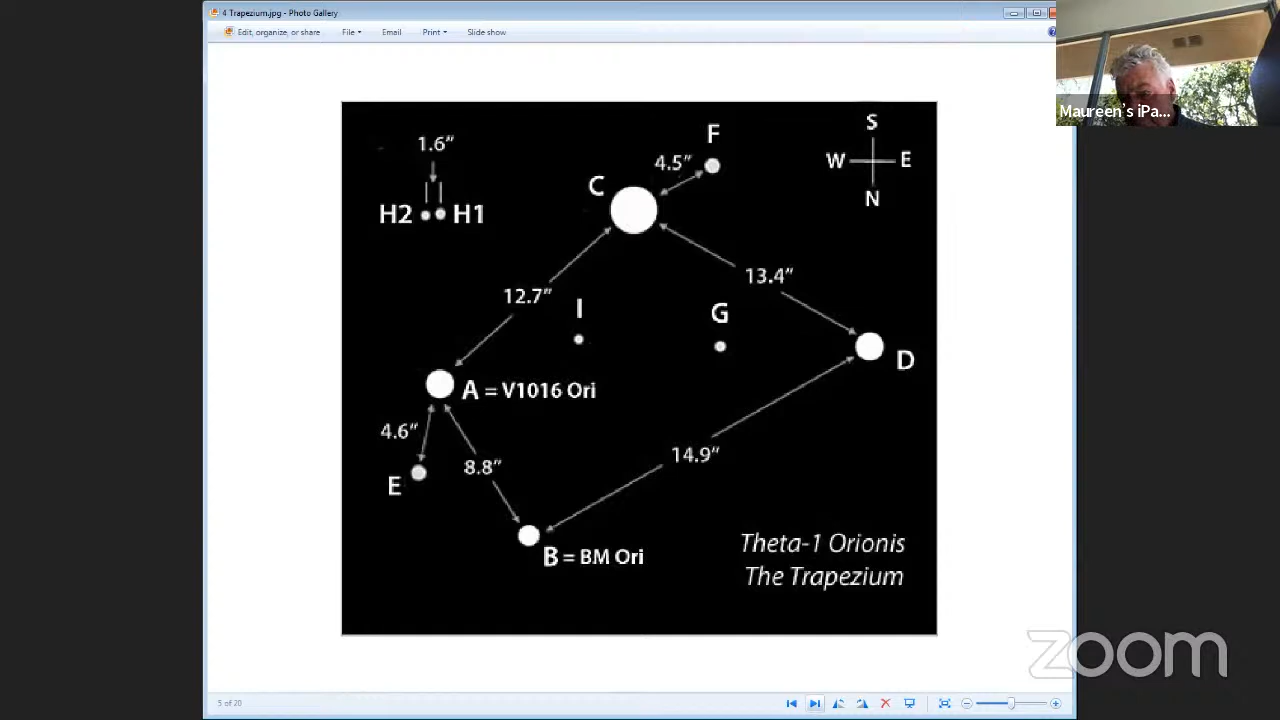 4 Trapezium.jpg - Photo Gallery
Edit, organize, or share File Email Print Slide show
Maureen's iPa...
1.6"
H2 H1
C
4.5"
F
S
W E
N
12.7"
13.4"
I
G
D
A = V1016 Ori
4.6"
E
8.8"
14.9"
B = BM Ori
Theta-1 Orionis
The Trapezium
zoom
5 of 20